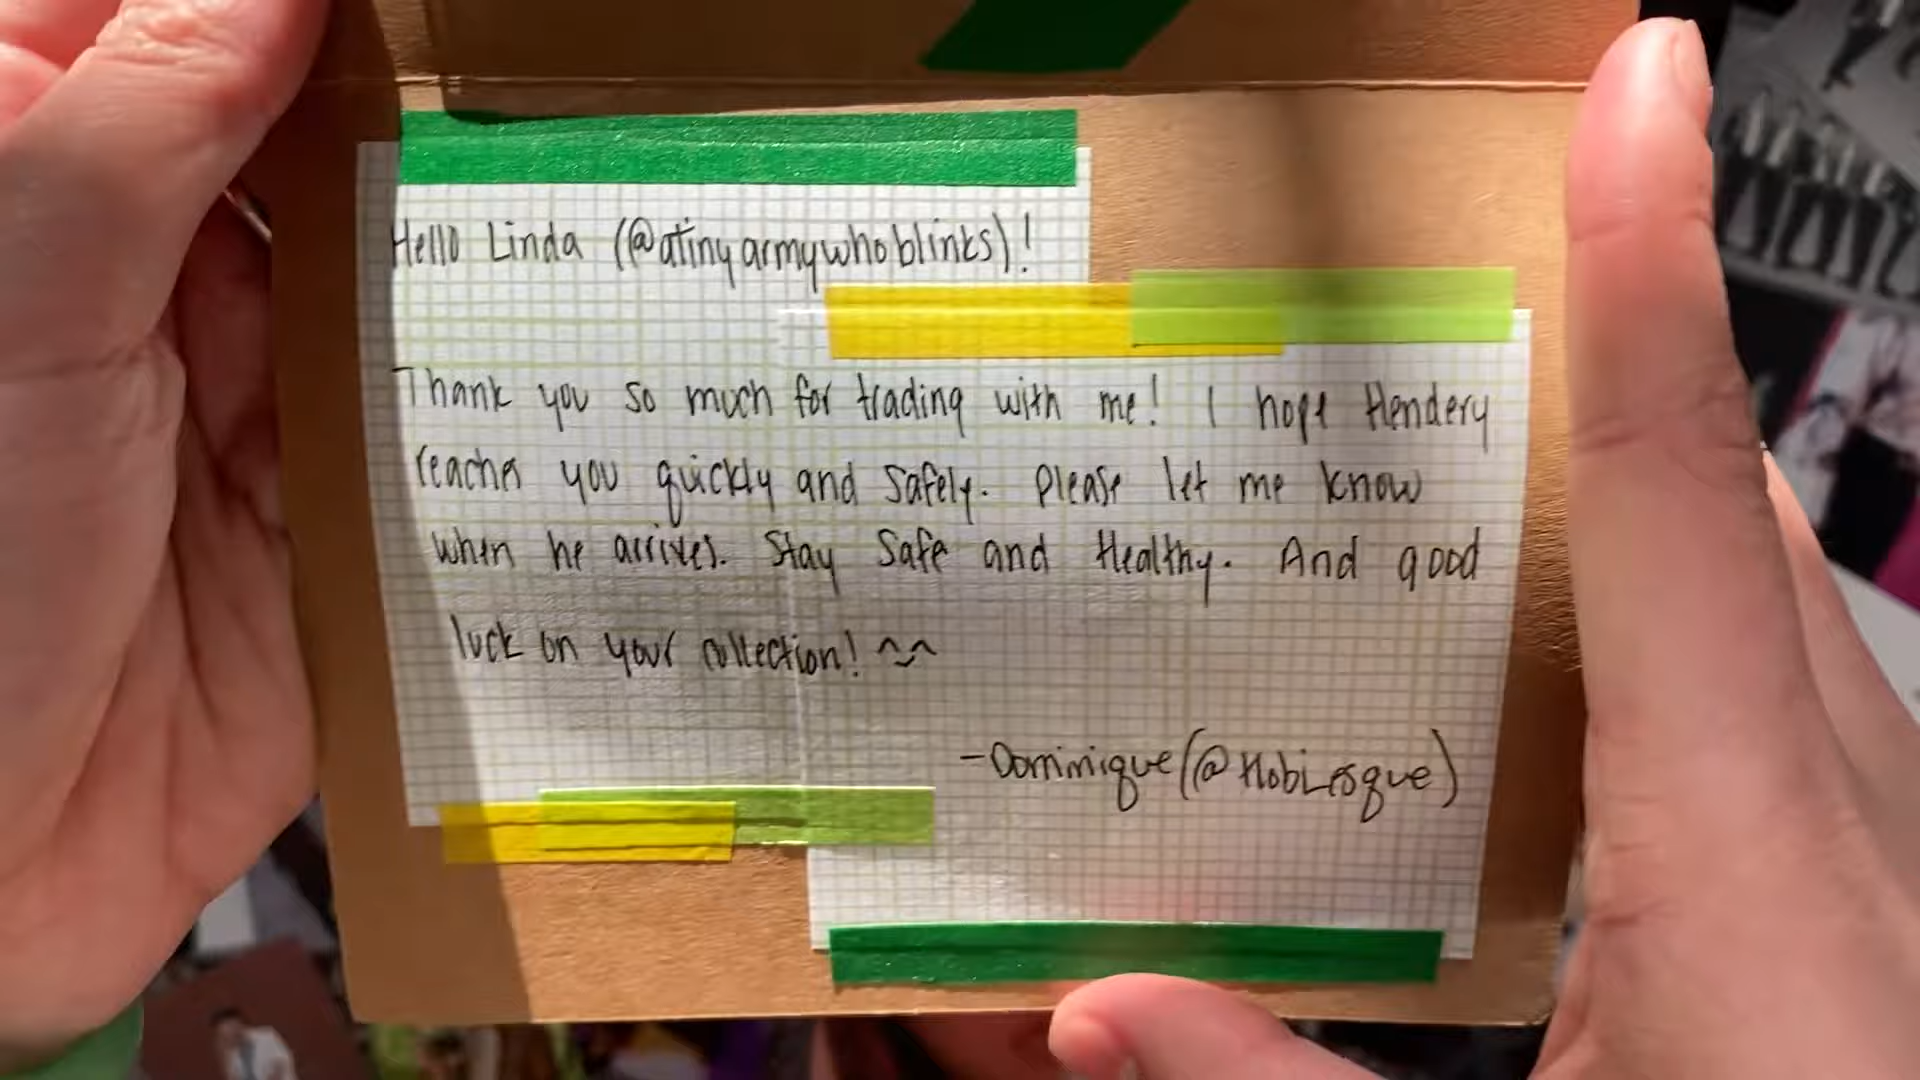 Hello Linda (@atinyarmywhoblinks)!
Thank you so much for trading with me! I hope Hendery
reaches you quickly and safely. Please let me know
when he arrives. Stay Safe and Healthy. And good
luck on your collection! ^~^
-Dominique (@HobiLesque)